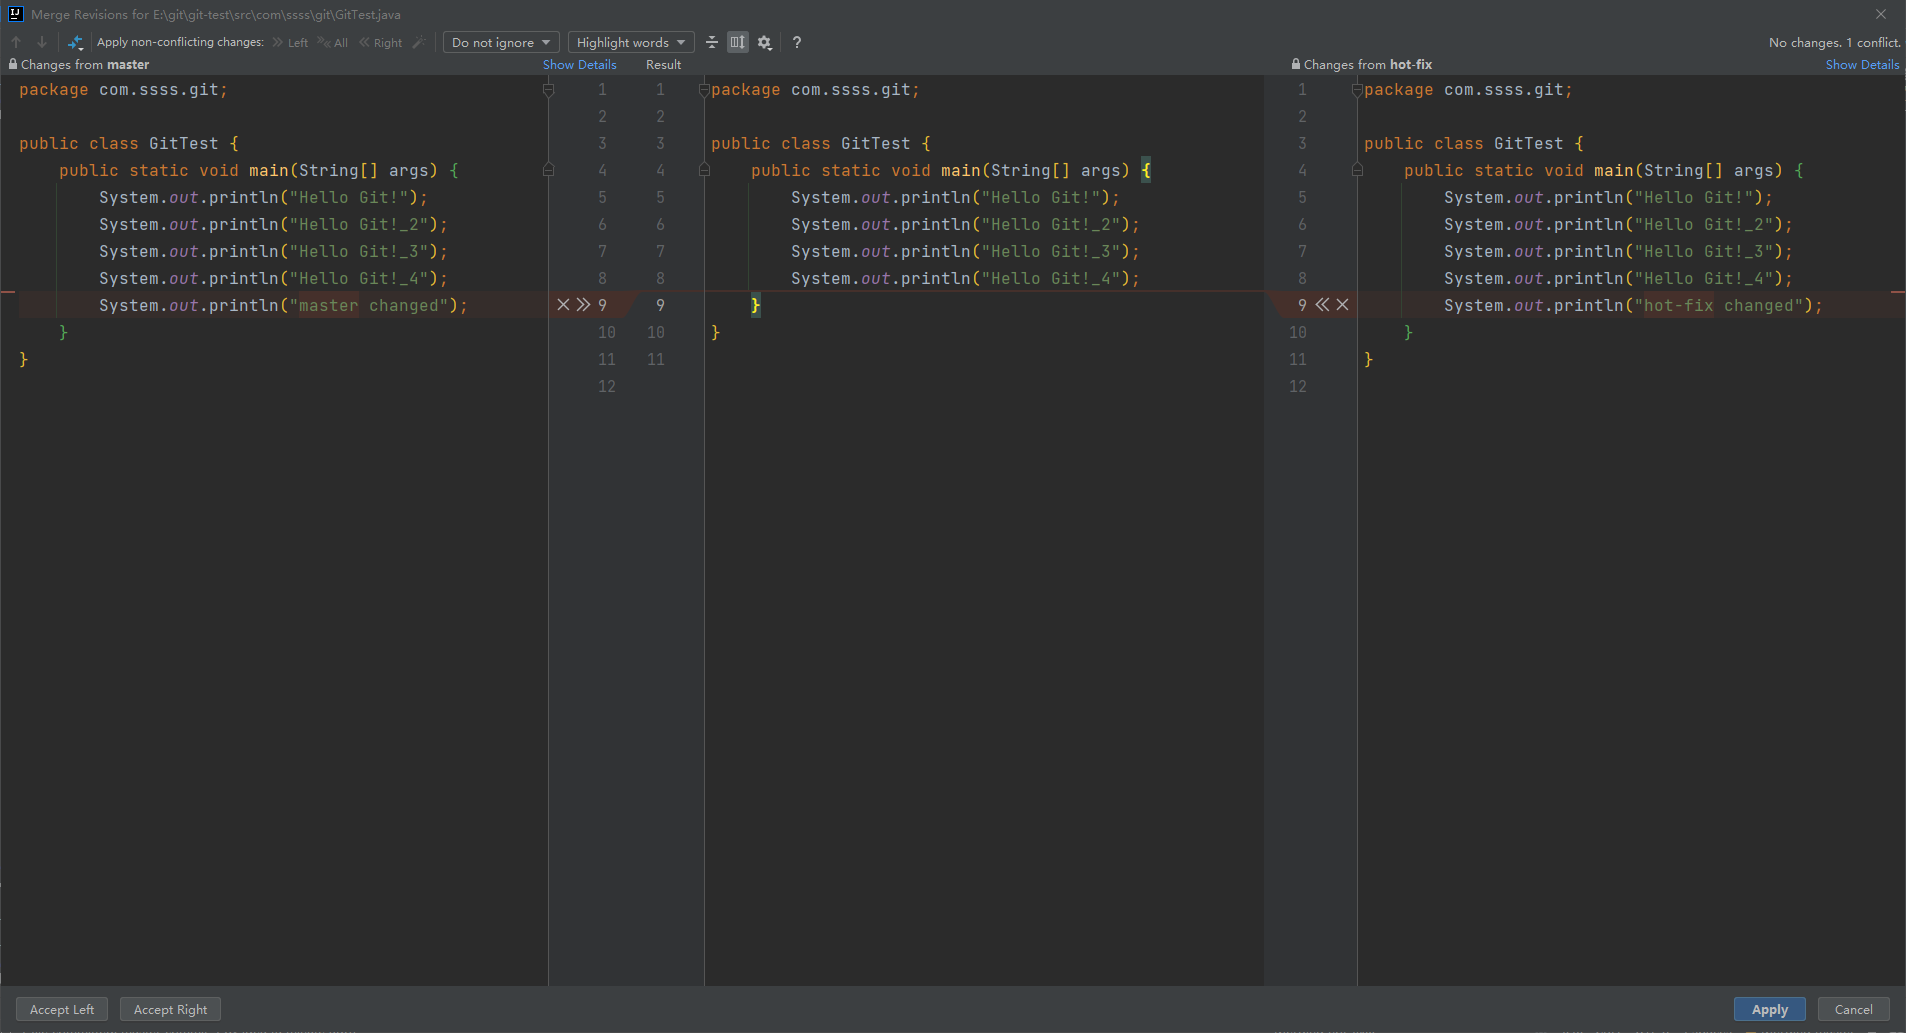 Merge Revisions for E:\git\git-test\src\com\ssss\git\GitTest.java
Apply non-conflicting changes: Left All Right Do not ignore Highlight words ? No changes. 1 conflict.
Changes from master Show Details Result Changes from hot-fix Show Details
package com.ssss.git;
public class GitTest {
public static void main(String[] args) {
System.out.println("Hello Git!");
System.out.println("Hello Git!_2");
System.out.println("Hello Git!_3");
System.out.println("Hello Git!_4");
System.out.println("master changed");
}
}
1
2
3
4
5
6
7
8
9
10
11
12
1
2
3
4
5
6
7
8
9
10
11
package com.ssss.git;
public class GitTest {
public static void main(String[] args) {
System.out.println("Hello Git!");
System.out.println("Hello Git!_2");
System.out.println("Hello Git!_3");
System.out.println("Hello Git!_4");
}
}
1
2
3
4
5
6
7
8
9
10
11
12
package com.ssss.git;
public class GitTest {
public static void main(String[] args) {
System.out.println("Hello Git!");
System.out.println("Hello Git!_2");
System.out.println("Hello Git!_3");
System.out.println("Hello Git!_4");
System.out.println("hot-fix changed");
}
}
Accept Left Accept Right Apply Cancel